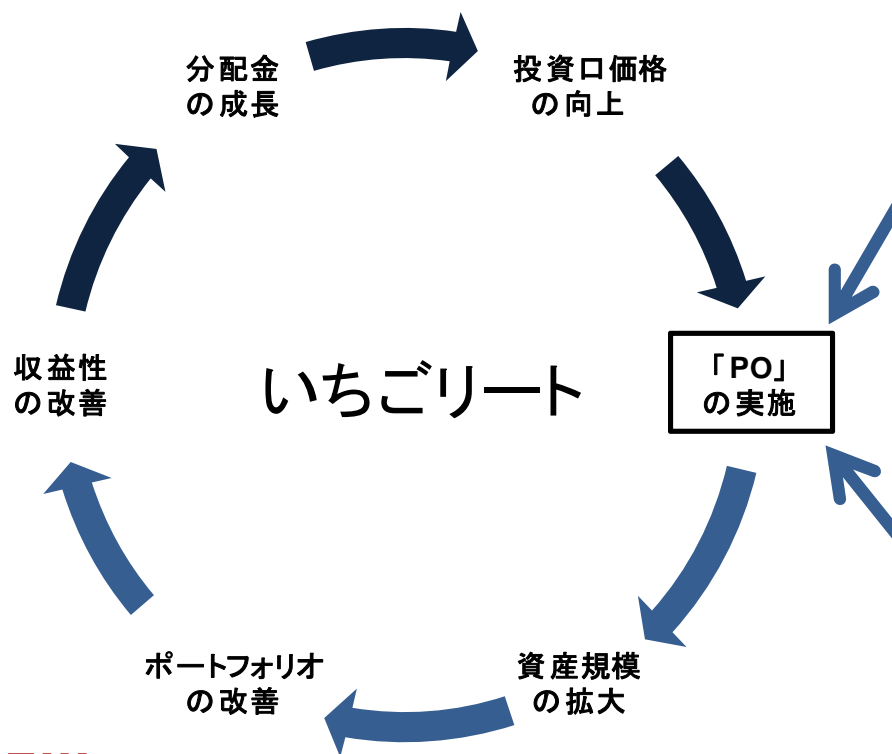 分配金
の成長
投資口価格
の向上
収益性
の改善
いちごリート
「PO」
の実施
ポートフォリオ
の改善
資産規模
の拡大